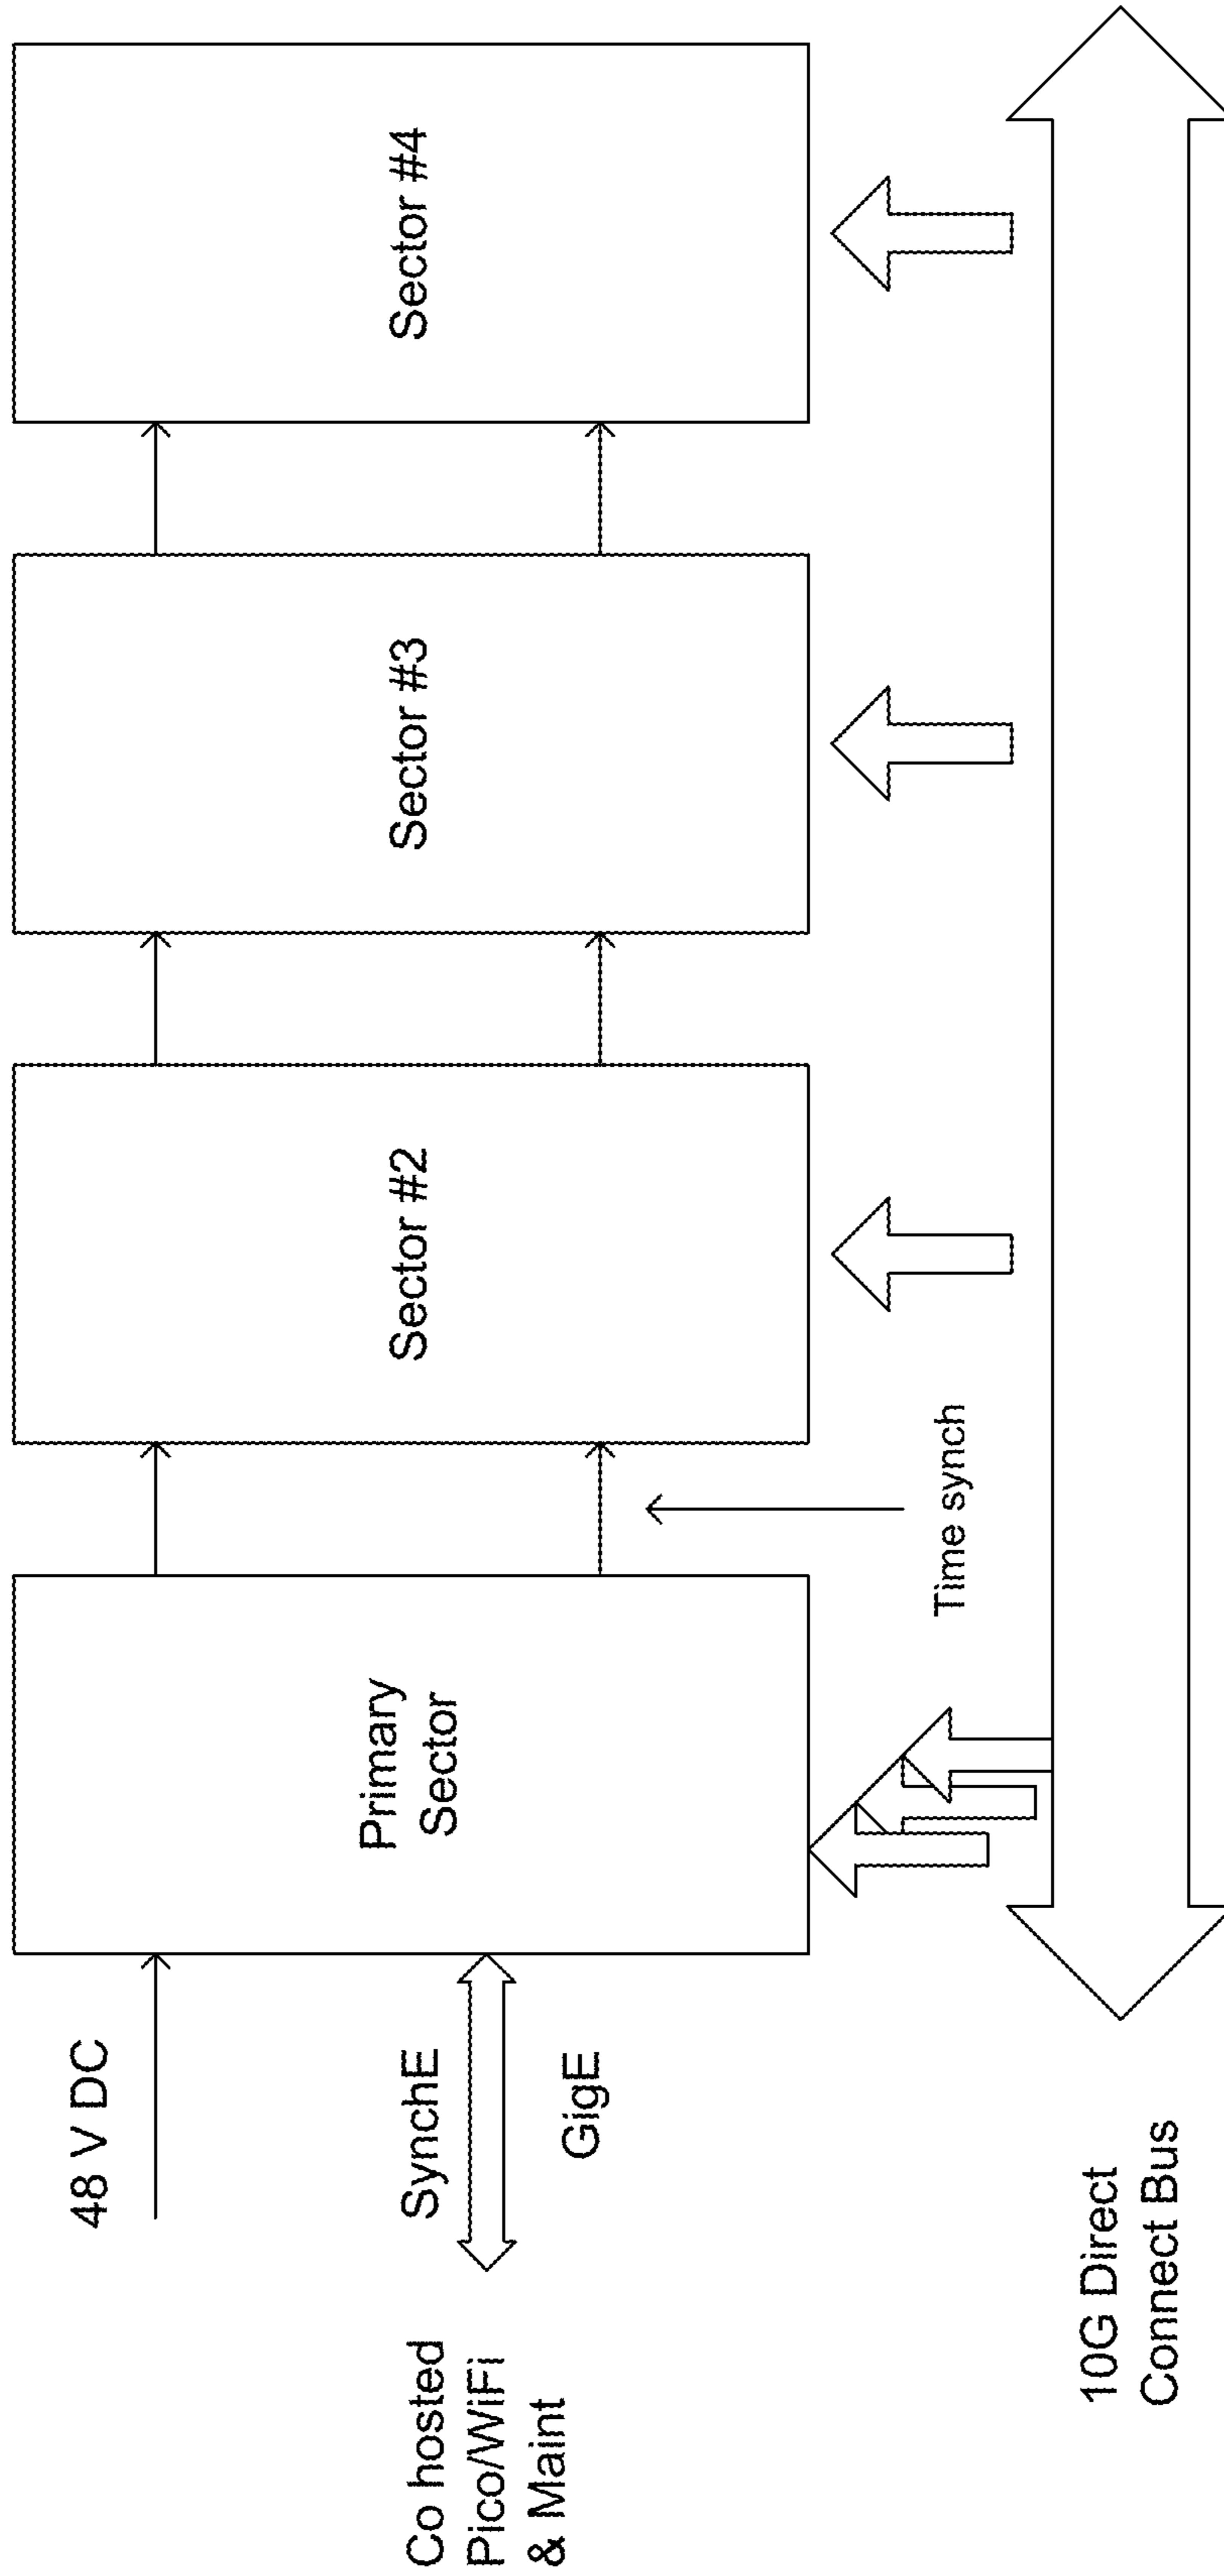 48 V DC
SynchE
GigE
Co hosted
Pico/WiFi
& Maint
Primary
Sector
Sector #2
Sector #3
Sector #4
Time synch
10G Direct
Connect Bus